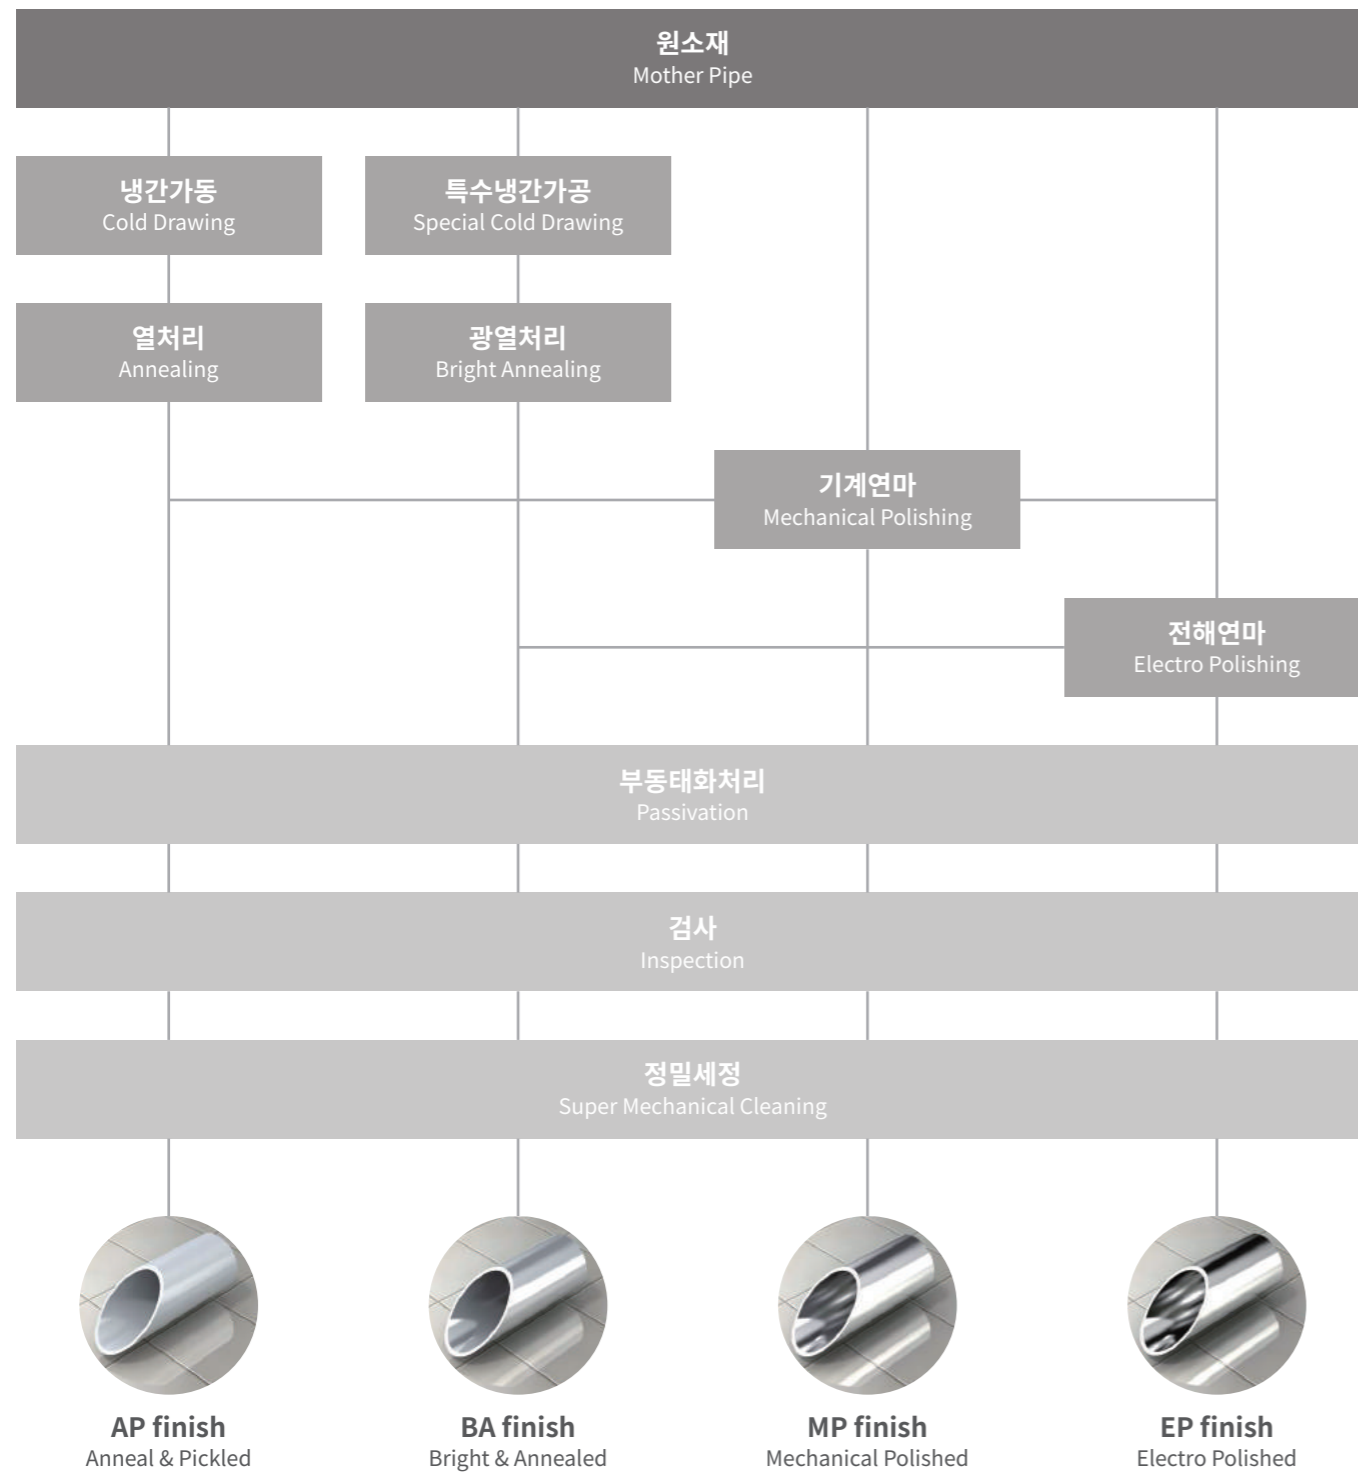 원소재
Mother Pipe
냉간가동
Cold Drawing
특수냉간가공
Special Cold Drawing
열처리
Annealing
광열처리
Bright Annealing
기계연마
Mechanical Polishing
전해연마
Electro Polishing
부동태화처리
Passivation
검사
Inspection
정밀세정
Super Mechanical Cleaning
AP finish
Anneal & Pickled
BA finish
Bright & Annealed
MP finish
Mechanical Polished
EP finish
Electro Polished